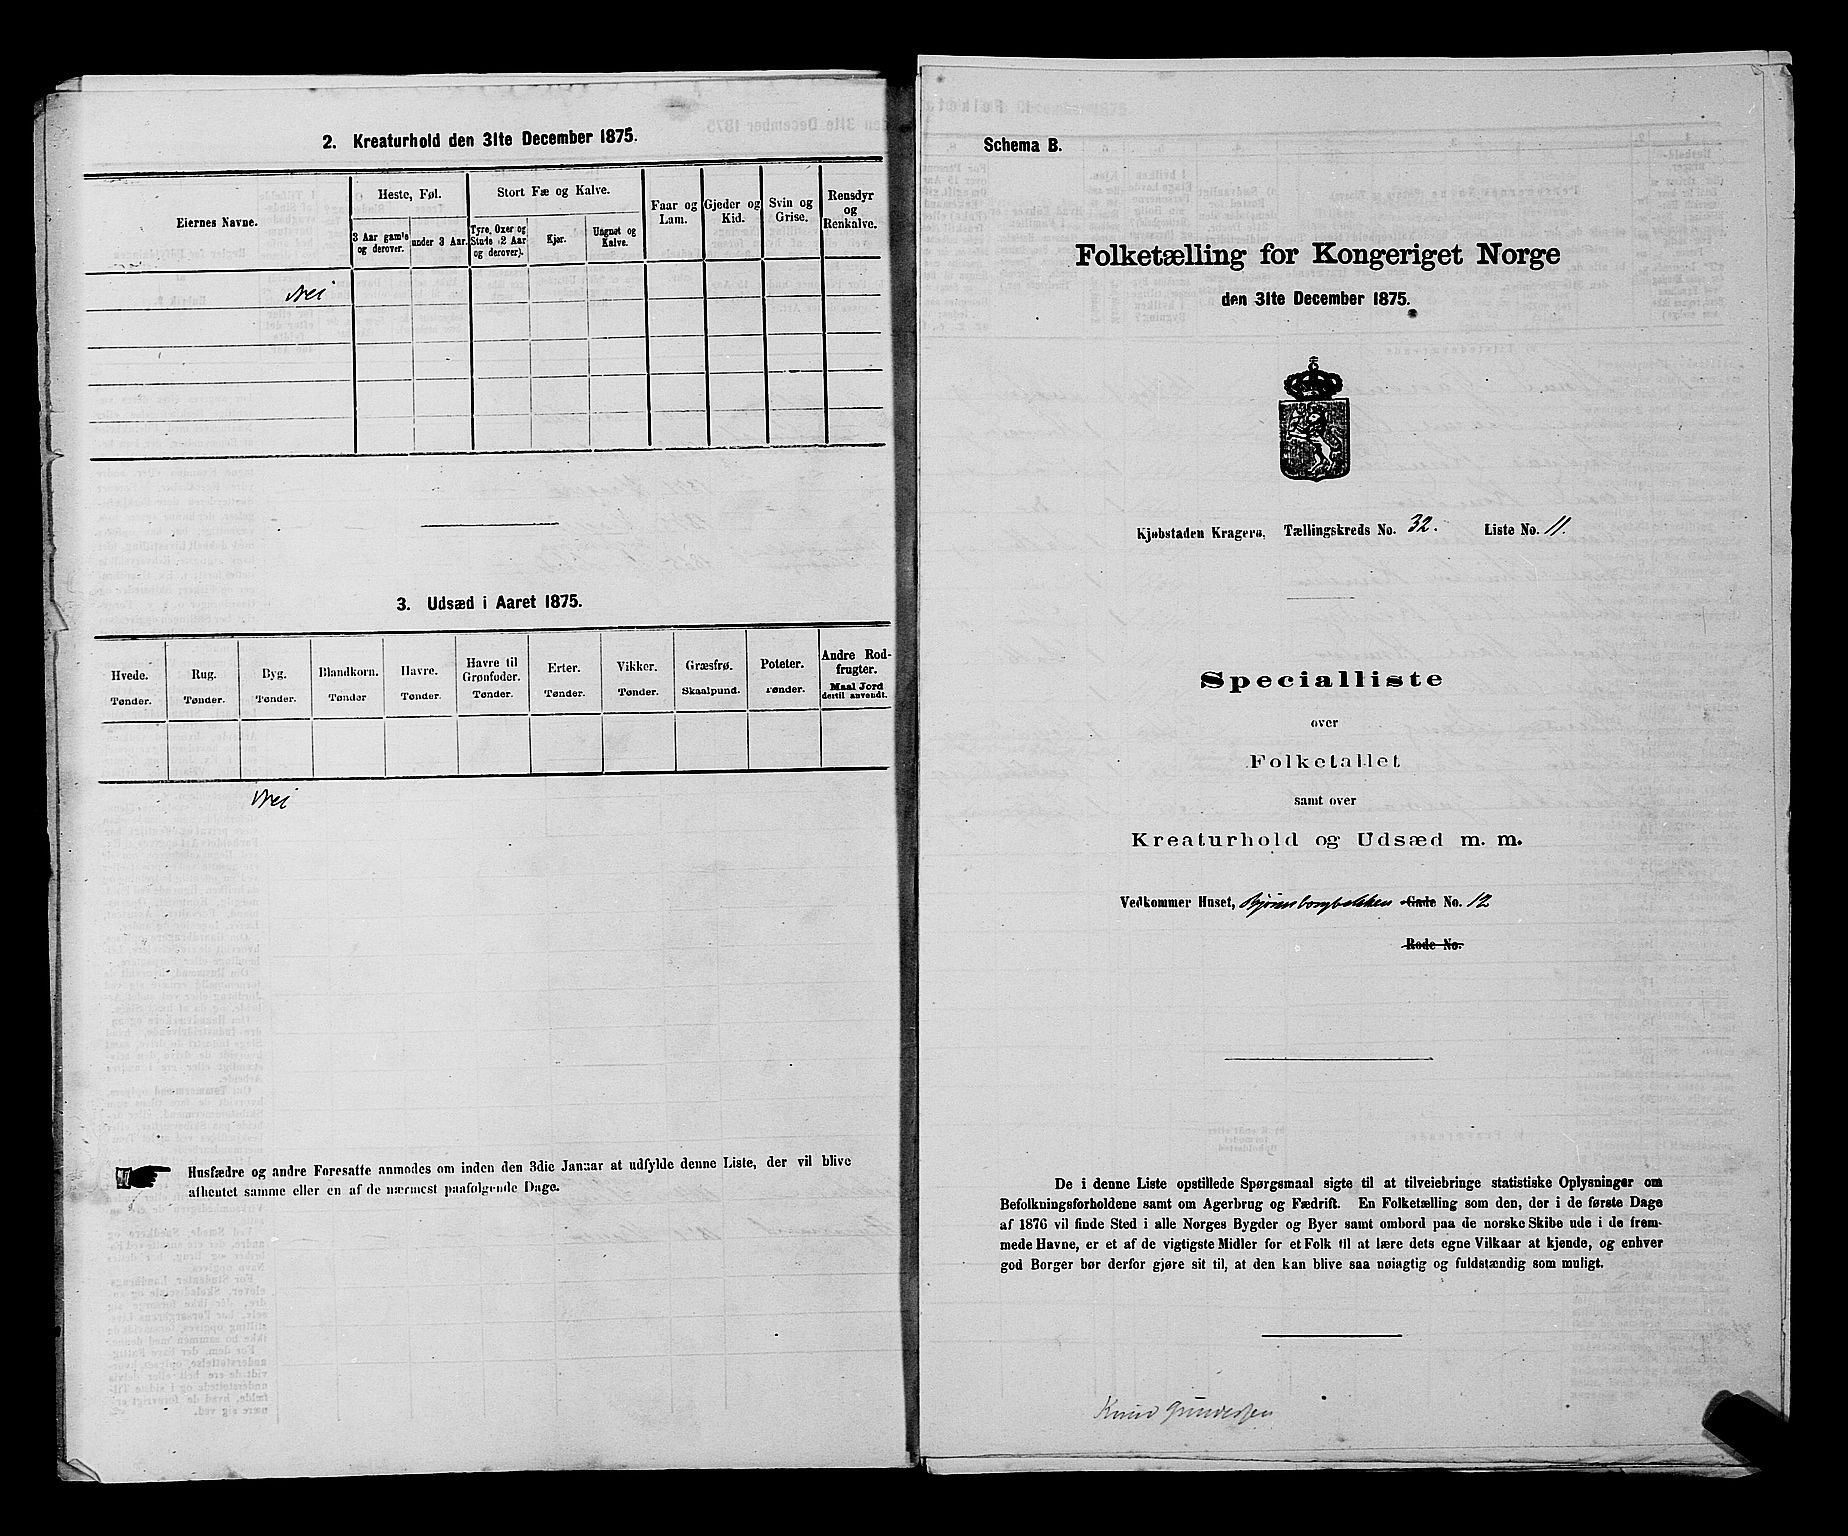 2. Kreaturhold den 31te December 1875.
Eiernes Navne.
Heste, Føl.
Stort Fæ og Kalve.
Faar og Lam.
Gjeder og Kid.
Svin og Grise.
Rensdyr og Renkalve.
3 Aar gamle og derover.
under 3 Aar.
Tyre, Oxer og Stude (2 Aar og derover).
Kjør.
Ungnøt og Kalve.
Nei
3. Udsæd i Aaret 1875.
Hvede. Rug. Byg. Blandkorn. Havre. Havre til Grønfoder. Erter. Vikker. Græsfrø. Poteter. Andre Rodfrugter.
Tønder. Tønder. Tønder. Tønder Tønder. Tønder. Tønder. Tønder. Skaalpund. Tønder. Maal Jord dertil anvendt.
Nei
Husfædre og andre Foresatte anmodes om inden den 3die Januar at udfylde denne Liste, der vil blive
afhentet samme eller en af de nærmest paafølgende Dage.
Schema B.
Folketælling for Kongeriget Norge
den 31te December 1875.
Kjøbstaden Kragerø, Tællingskreds No. 32. Liste No. 11.
Specialliste
over
Folketallet
samt over
Kreaturhold og Udsæd m. m.
Vedkommer Huset, Bjørnsborgbakken Gade No. 12
Rode No.
De i denne Liste opstillede Spørgsmaal sigte til at tilveiebringe statistiske Oplysninger om
Befolkningsforholdene samt om Agerbrug og Fædrift. En Folketælling som den, der i de første Dage
af 1876 vil finde Sted i alle Norges Bygder og Byer samt ombord paa de norske Skibe ude i de frem-
mede Havne, er et af de vigtigste Midler for et Folk til at lære dets egne Vilkaar at kjende, og enhver
god Borger bør derfor gjøre sit til, at den kan blive saa nøiagtig og fuldstændig som muligt.
Knud Gundersen